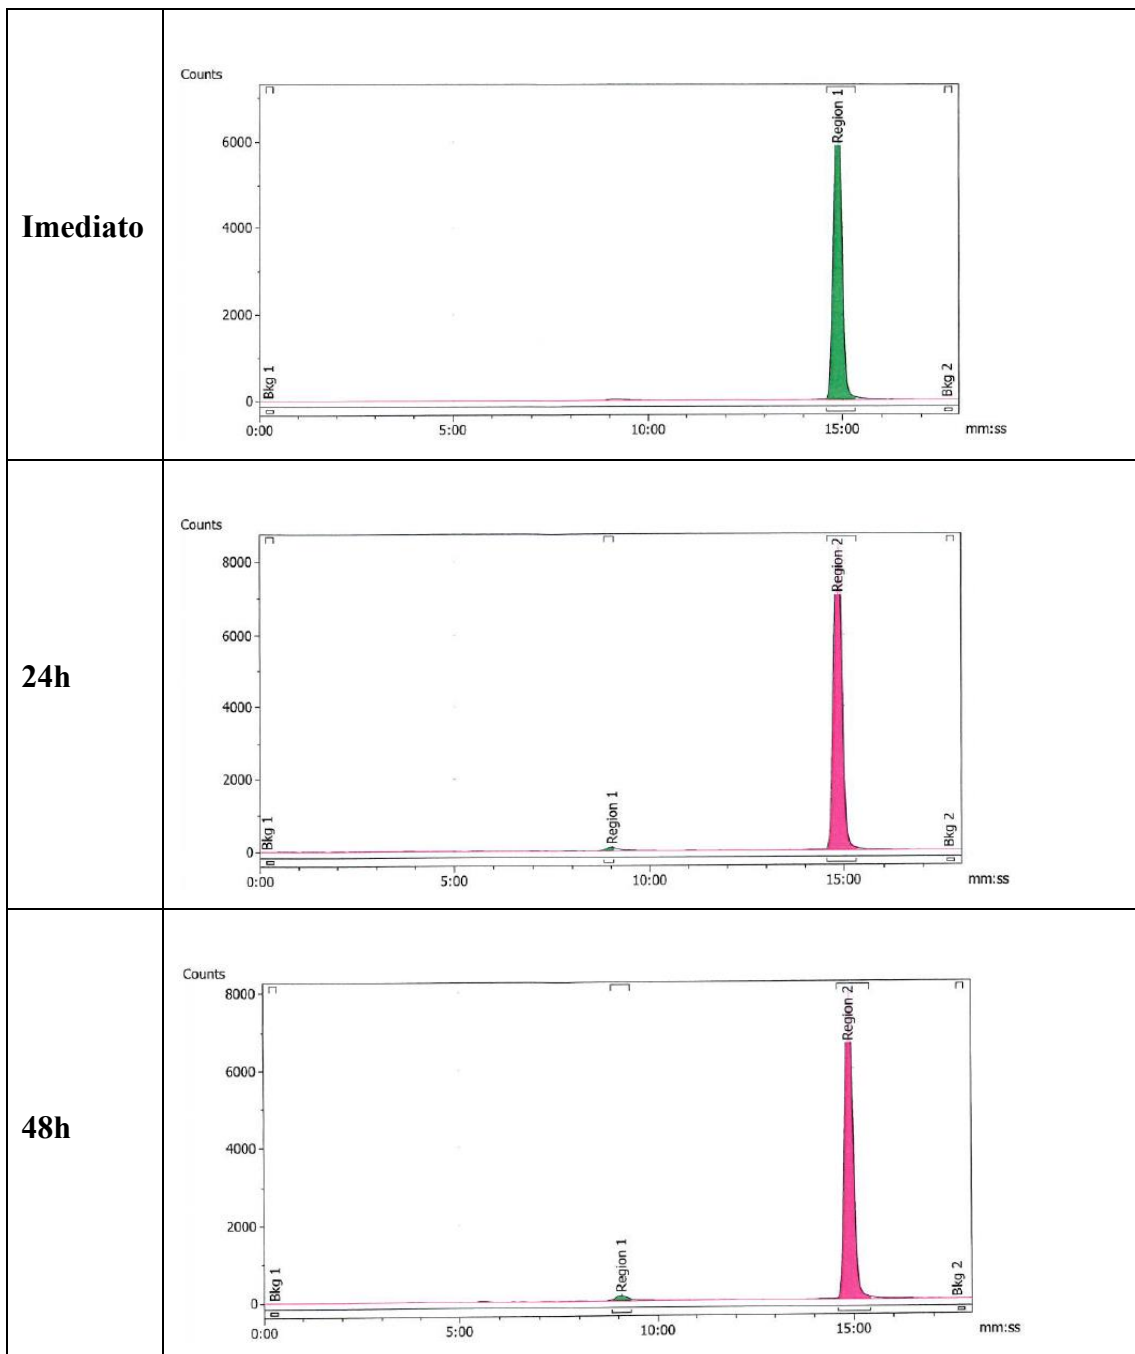 Imediato
Counts
6000
4000
2000
0
Bkg 1
Region 1
Bkg 2
0:00 5:00 10:00 15:00 mm:ss
24h
Counts
8000
6000
4000
2000
0
Bkg 1
Region 1
Region 2
Bkg 2
0:00 5:00 10:00 15:00 mm:ss
48h
Counts
8000
6000
4000
2000
0
Bkg 1
Region 1
Region 2
Bkg 2
0:00 5:00 10:00 15:00 mm:ss